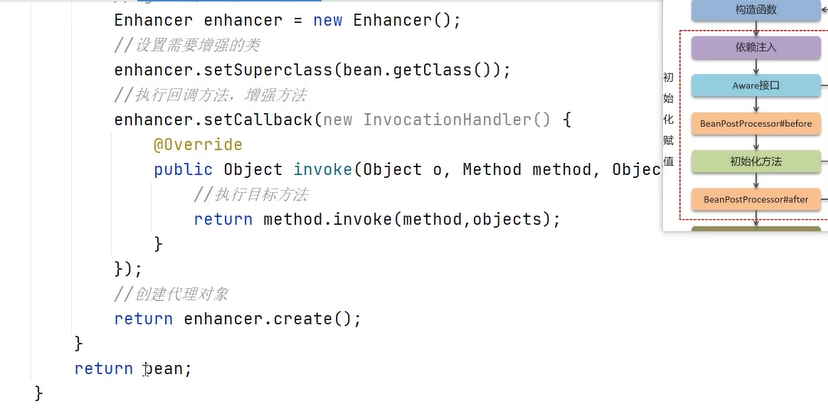 Enhancer enhancer = new Enhancer();
//设置需要增强的类
enhancer.setSuperclass(bean.getClass());
//执行回调方法，增强方法
enhancer.setCallback(new InvocationHandler() {
@Override
public Object invoke(Object o, Method method, Objec
//执行目标方法
return method.invoke(method,objects);
}
});
//创建代理对象
return enhancer.create();
}
return bean;
}
构造函数
依赖注入
Aware接口
BeanPostProcessor#before
初始化方法
BeanPostProcessor#after
初始化赋值